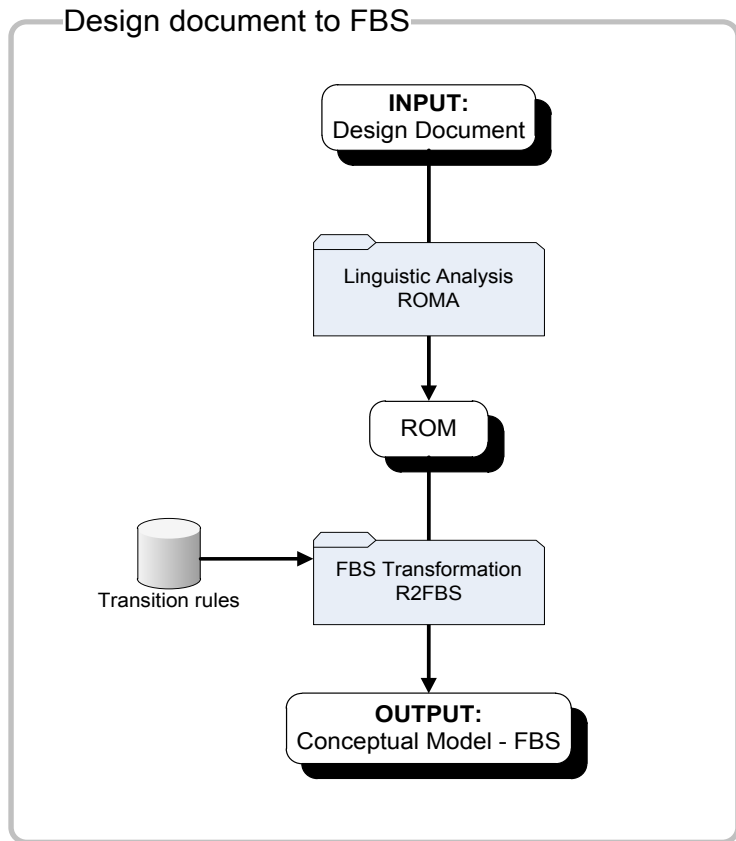 Design document to FBS
INPUT:
Design Document
Linguistic Analysis
ROMA
ROM
FBS Transformation
R2FBS
Transition rules
OUTPUT:
Conceptual Model - FBS